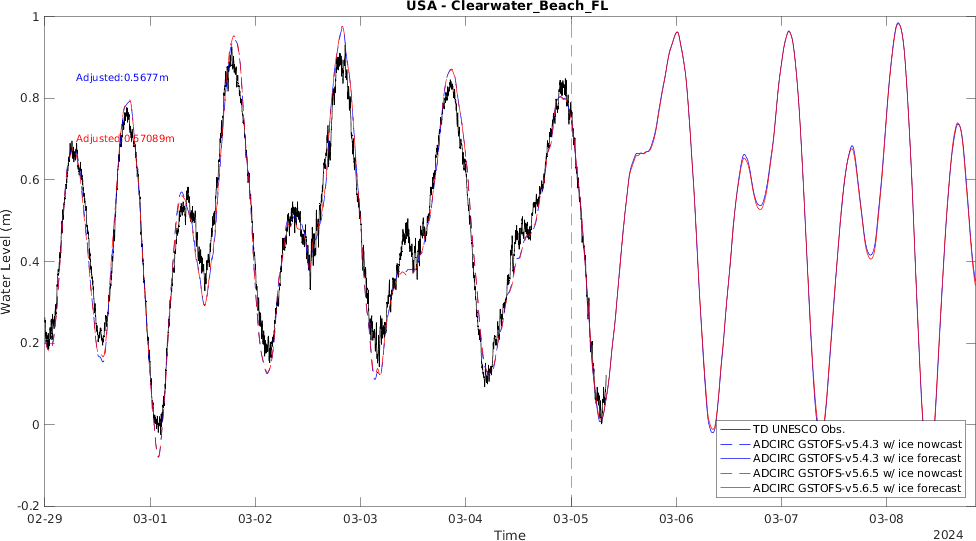 USA - Clearwater_Beach_FL
1
Adjusted:0.5677m
0.8
Adjusted:0.57089m
0.6
0.4
0.2
0
-0.2
Water Level (m)
TD UNESCO Obs.
ADCIRC GSTOFS-v5.4.3 w/ ice nowcast
ADCIRC GSTOFS-v5.4.3 w/ ice forecast
ADCIRC GSTOFS-v5.6.5 w/ ice nowcast
ADCIRC GSTOFS-v5.6.5 w/ ice forecast
02-29 03-01 03-02 03-03 03-04 03-05 03-06 03-07 03-08
Time
2024